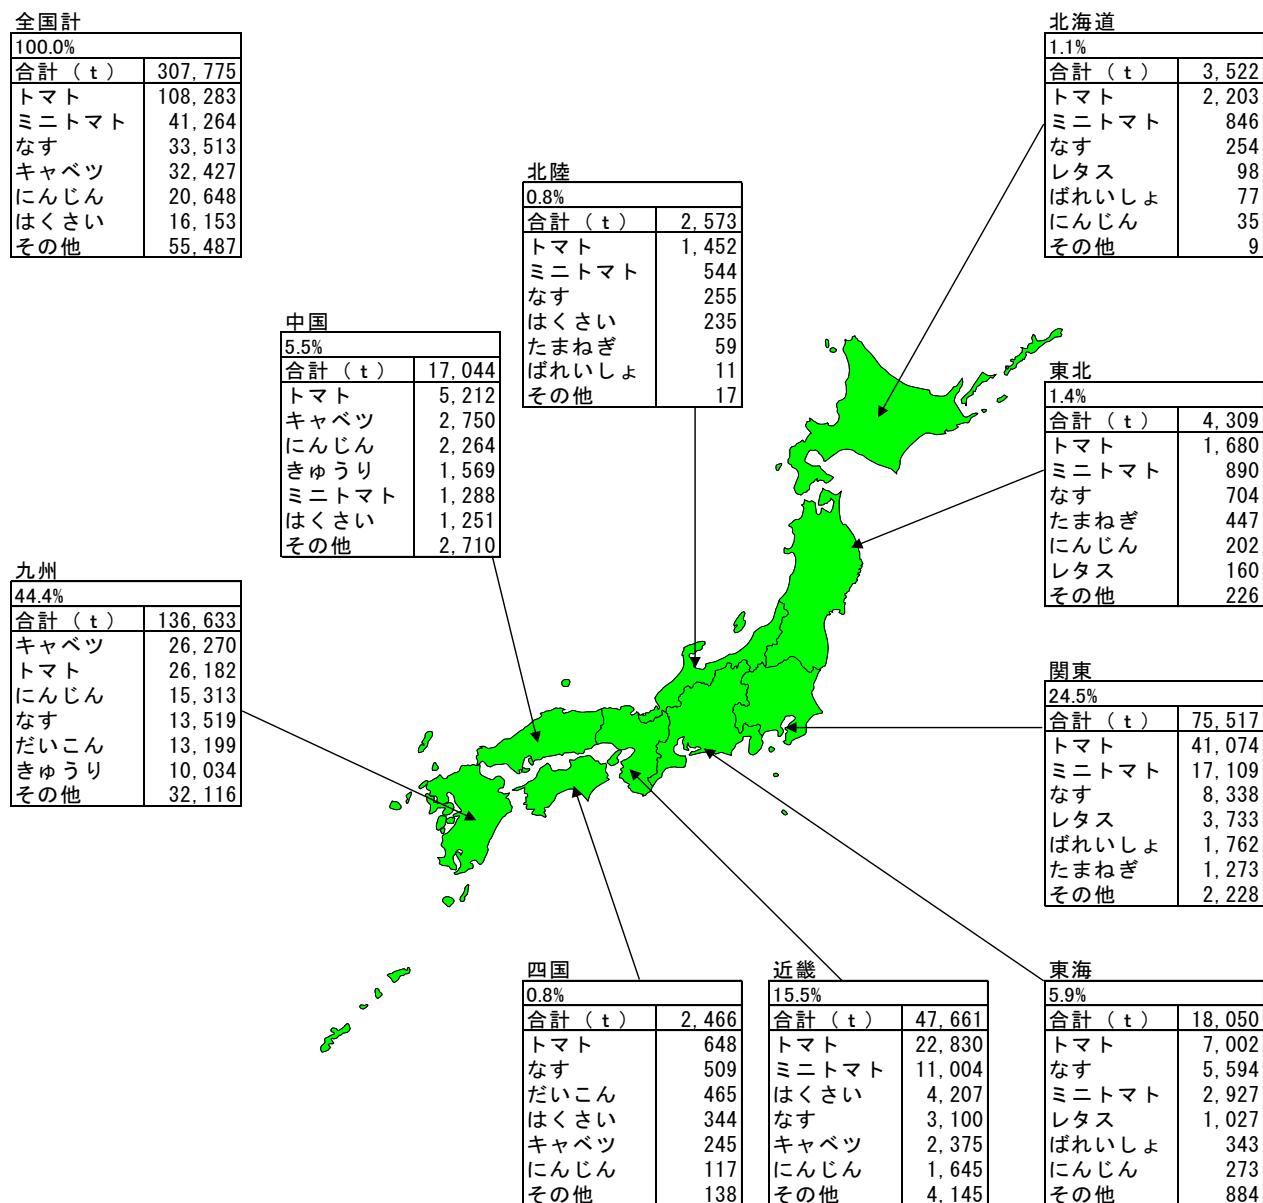 全国計
100.0%
合計（ｔ） 307,775
トマト 108,283
ミニトマト 41,264
なす 33,513
キャベツ 32,427
にんじん 20,648
はくさい 16,153
その他 55,487
北海道
1.1%
合計（ｔ） 3,522
トマト 2,203
ミニトマト 846
なす 254
レタス 98
ばれいしょ 77
にんじん 35
その他 9
北陸
0.8%
合計（ｔ） 2,573
トマト 1,452
ミニトマト 544
なす 255
はくさい 235
たまねぎ 59
ばれいしょ 11
その他 17
中国
5.5%
合計（ｔ） 17,044
トマト 5,212
キャベツ 2,750
にんじん 2,264
きゅうり 1,569
ミニトマト 1,288
はくさい 1,251
その他 2,710
東北
1.4%
合計（ｔ） 4,309
トマト 1,680
ミニトマト 890
なす 704
たまねぎ 447
にんじん 202
レタス 160
その他 226
九州
44.4%
合計（ｔ） 136,633
キャベツ 26,270
トマト 26,182
にんじん 15,313
なす 13,519
だいこん 13,199
きゅうり 10,034
その他 32,116
関東
24.5%
合計（ｔ） 75,517
トマト 41,074
ミニトマト 17,109
なす 8,338
レタス 3,733
ばれいしょ 1,762
たまねぎ 1,273
その他 2,228
四国
0.8%
合計（ｔ） 2,466
トマト 648
なす 509
だいこん 465
はくさい 344
キャベツ 245
にんじん 117
その他 138
近畿
15.5%
合計（ｔ） 47,661
トマト 22,830
ミニトマト 11,004
はくさい 4,207
なす 3,100
キャベツ 2,375
にんじん 1,645
その他 4,145
東海
5.9%
合計（ｔ） 18,050
トマト 7,002
なす 5,594
ミニトマト 2,927
レタス 1,027
ばれいしょ 343
にんじん 273
その他 884